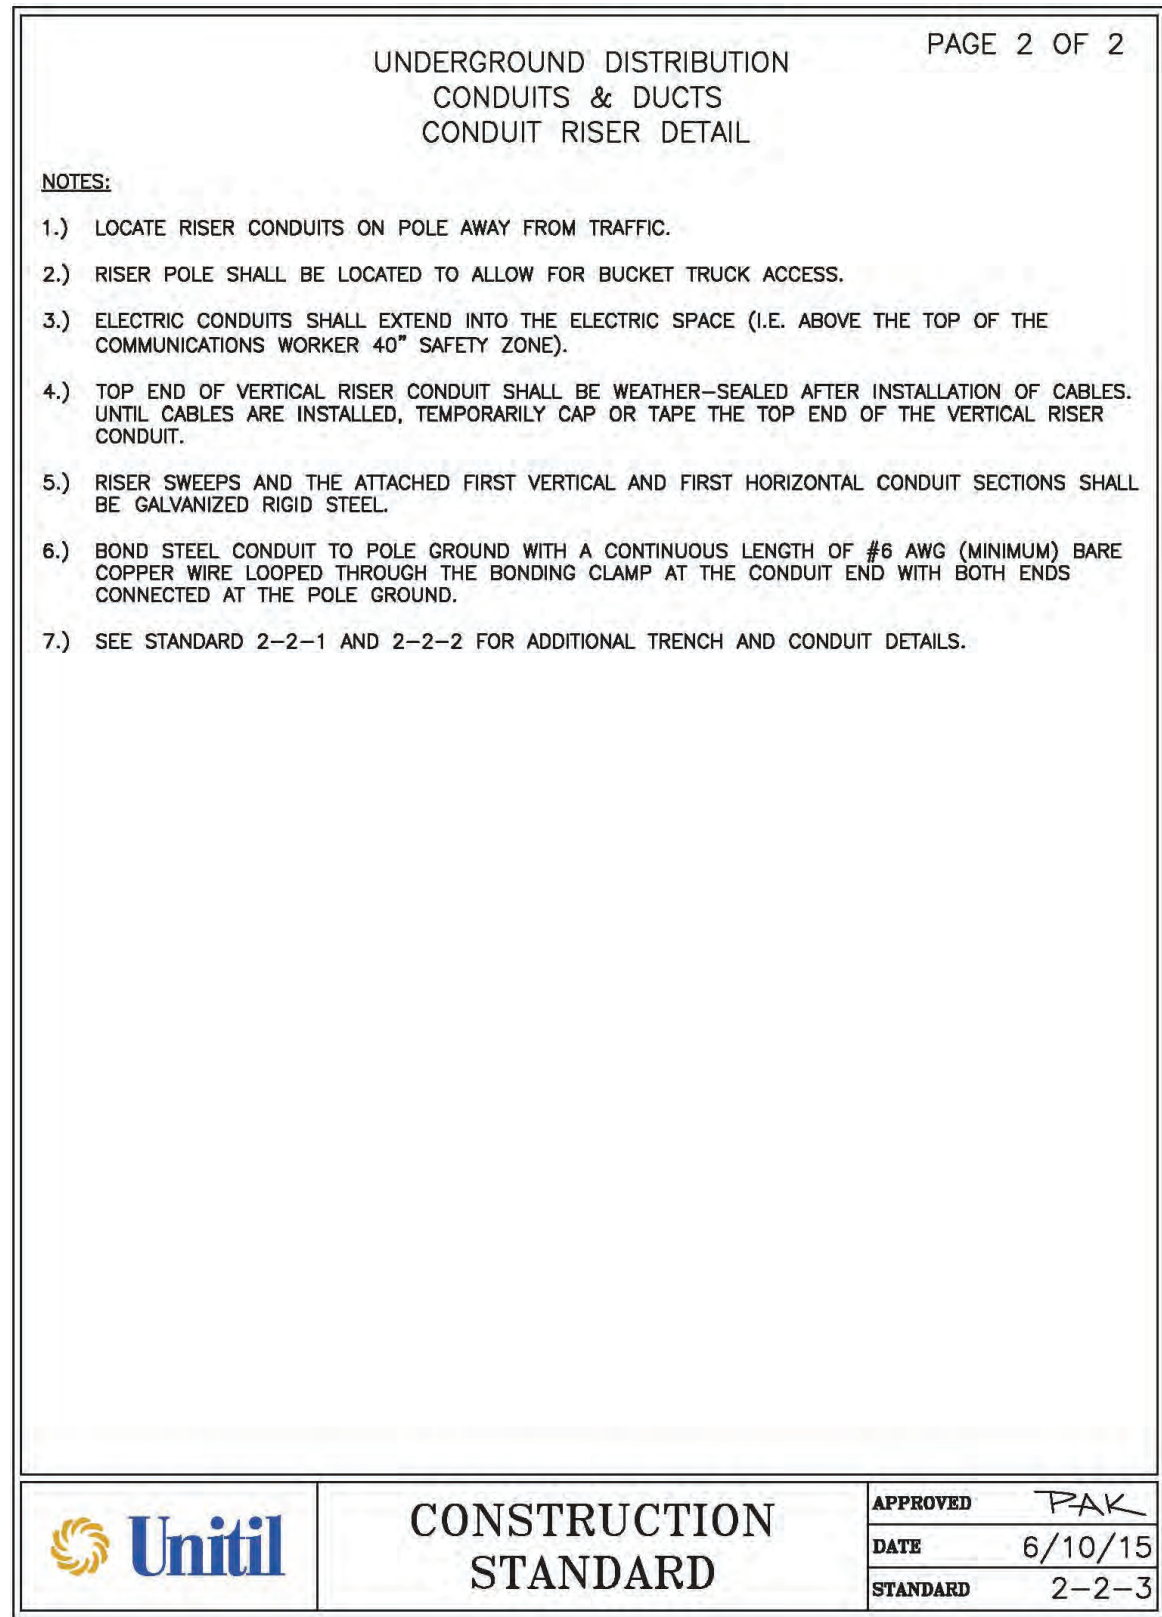 PAGE 2 OF 2
UNDERGROUND DISTRIBUTION
CONDUITS & DUCTS
CONDUIT RISER DETAIL
NOTES:
1.) LOCATE RISER CONDUITS ON POLE AWAY FROM TRAFFIC.
2.) RISER POLE SHALL BE LOCATED TO ALLOW FOR BUCKET TRUCK ACCESS.
3.) ELECTRIC CONDUITS SHALL EXTEND INTO THE ELECTRIC SPACE (I.E. ABOVE THE TOP OF THE
COMMUNICATIONS WORKER 40" SAFETY ZONE).
4.) TOP END OF VERTICAL RISER CONDUIT SHALL BE WEATHER-SEALED AFTER INSTALLATION OF CABLES.
UNTIL CABLES ARE INSTALLED, TEMPORARILY CAP OR TAPE THE TOP END OF THE VERTICAL RISER
CONDUIT.
5.) RISER SWEEPS AND THE ATTACHED FIRST VERTICAL AND FIRST HORIZONTAL CONDUIT SECTIONS SHALL
BE GALVANIZED RIGID STEEL.
6.) BOND STEEL CONDUIT TO POLE GROUND WITH A CONTINUOUS LENGTH OF #6 AWG (MINIMUM) BARE
COPPER WIRE LOOPED THROUGH THE BONDING CLAMP AT THE CONDUIT END WITH BOTH ENDS
CONNECTED AT THE POLE GROUND.
7.) SEE STANDARD 2-2-1 AND 2-2-2 FOR ADDITIONAL TRENCH AND CONDUIT DETAILS.
Unitil
CONSTRUCTION
STANDARD
APPROVED PAK
DATE 6/10/15
STANDARD 2-2-3